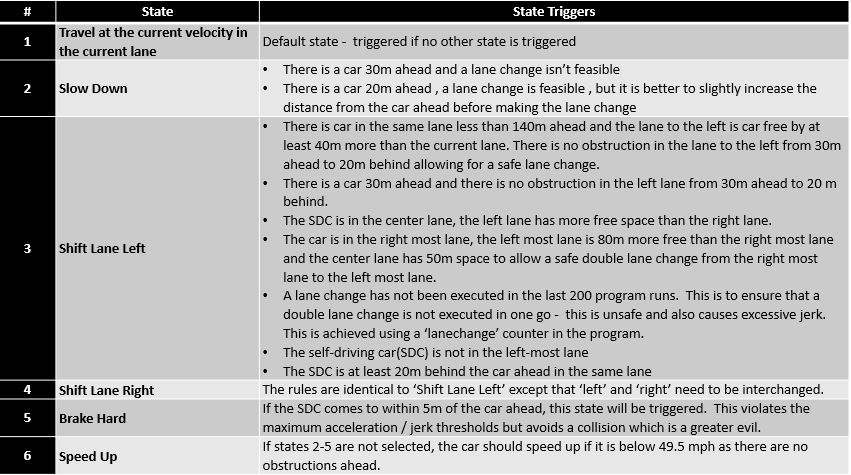 # State State Triggers
1 Travel at the current velocity in
the current lane
Default state - triggered if no other state is triggered
2 Slow Down
• There is a car 30m ahead and a lane change isn’t feasible
• There is a car 20m ahead , a lane change is feasible , but it is better to slightly increase the
distance from the car ahead before making the lane change
3 Shift Lane Left
• There is car in the same lane less than 140m ahead and the lane to the left is car free by at
least 40m more than the current lane. There is no obstruction in the lane to the left from 30m
ahead to 20m behind allowing for a safe lane change.
• There is a car 30m ahead and there is no obstruction in the left lane from 30m ahead to 20 m
behind.
• The SDC is in the center lane, the left lane has more free space than the right lane.
• The car is in the right most lane, the left most lane is 80m more free than the right most lane
and the center lane has 50m space to allow a safe double lane change from the right most
lane to the left most lane.
• A lane change has not been executed in the last 200 program runs. This is to ensure that a
double lane change is not executed in one go - this is unsafe and also causes excessive jerk.
This is achieved using a ‘lanechange’ counter in the program.
• The self-driving car(SDC) is not in the left-most lane
• The SDC is at least 20m behind the car ahead in the same lane
4 Shift Lane Right The rules are identical to ‘Shift Lane Left’ except that ‘left’ and ‘right’ need to be interchanged.
5 Brake Hard
If the SDC comes to within 5m of the car ahead, this state will be triggered. This violates the
maximum acceleration / jerk thresholds but avoids a collision which is a greater evil.
6 Speed Up
If states 2-5 are not selected, the car should speed up if it is below 49.5 mph as there are no
obstructions ahead.